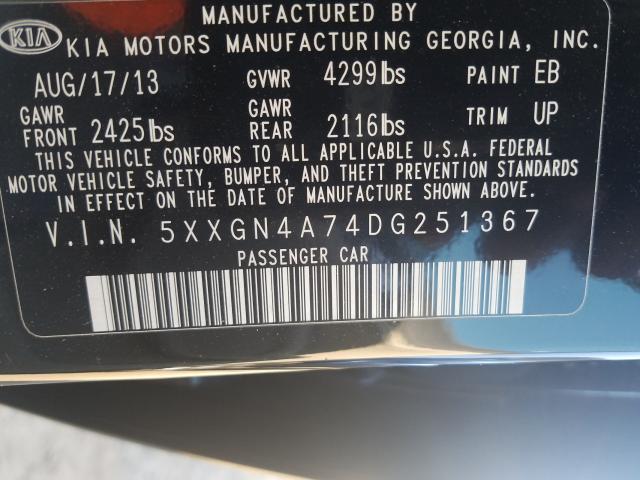 MANUFACTURED BY
KIA KIA MOTORS MANUFACTURING GEORGIA, INC.
AUG/17/13 GVWR 4299lbs PAINT EB
GAWR FRONT 2425lbs GAWR REAR 2116lbs TRIM UP
THIS VEHICLE CONFORMS TO ALL APPLICABLE U.S.A. FEDERAL
MOTOR VEHICLE SAFETY, BUMPER, AND THEFT PREVENTION STANDARDS
IN EFFECT ON THE DATE OF MANUFACTURE SHOWN ABOVE.
V.I.N. 5XXGN4A74DG251367
PASSENGER CAR